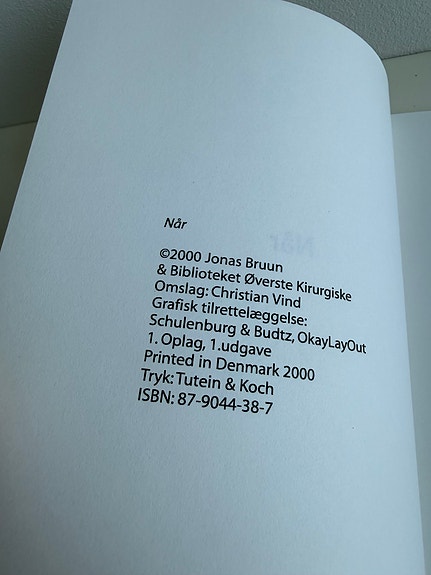 Når
©2000 Jonas Bruun
& Biblioteket Øverste Kirurgiske
Omslag: Christian Vind
Grafisk tilrettelæggelse:
Schulenburg & Budtz, OkayLayOut
1. Oplag, 1.udgave
Printed in Denmark 2000
Tryk: Tutein & Koch
ISBN: 87-9044-38-7